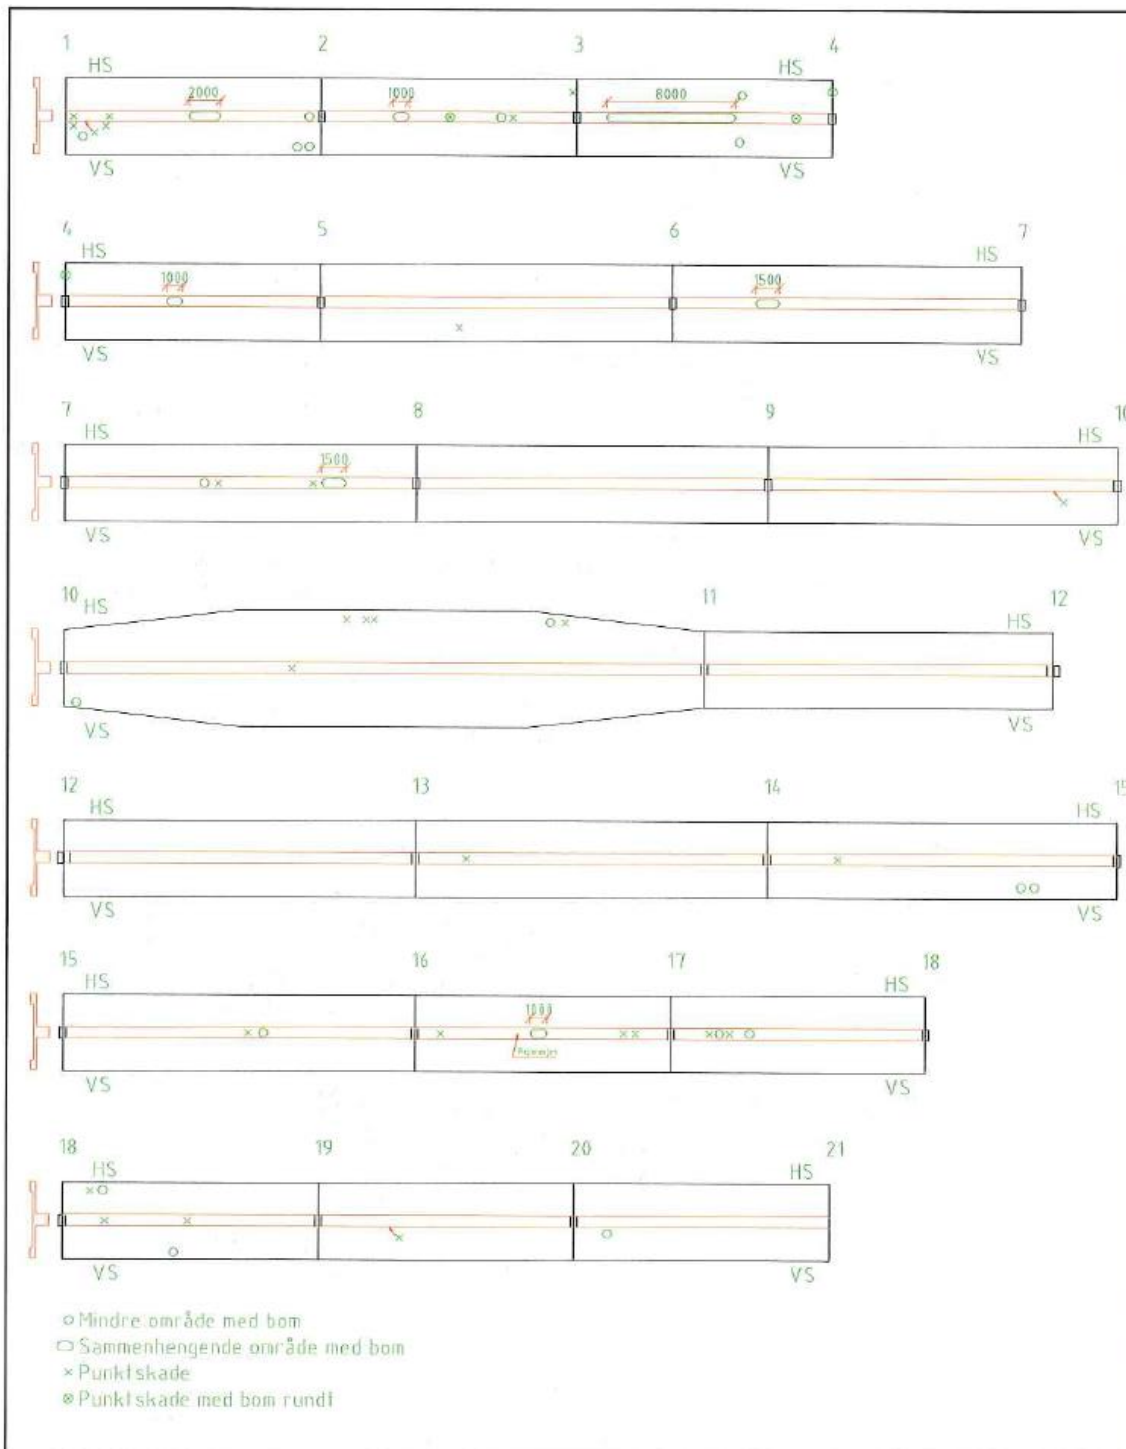 1 2 3 4
HS HS
2000 1000 8000
VS VS
4 5 6 7
HS HS
1000 1500
VS VS
7 8 9 10
HS HS
1500
VS VS
10 11 12
HS HS
VS VS
12 13 14 15
HS HS
VS VS
15 16 17 18
HS HS
1000
VS VS
18 19 20 21
HS HS
VS VS
Mindre område med bom
Sammenhengende område med bom
Punktskade
Punktskade med bom rundt